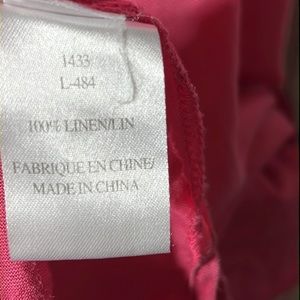 1433
L-484
100% LINEN/LIN
FABRIQUE EN CHINE/
MADE IN CHINA